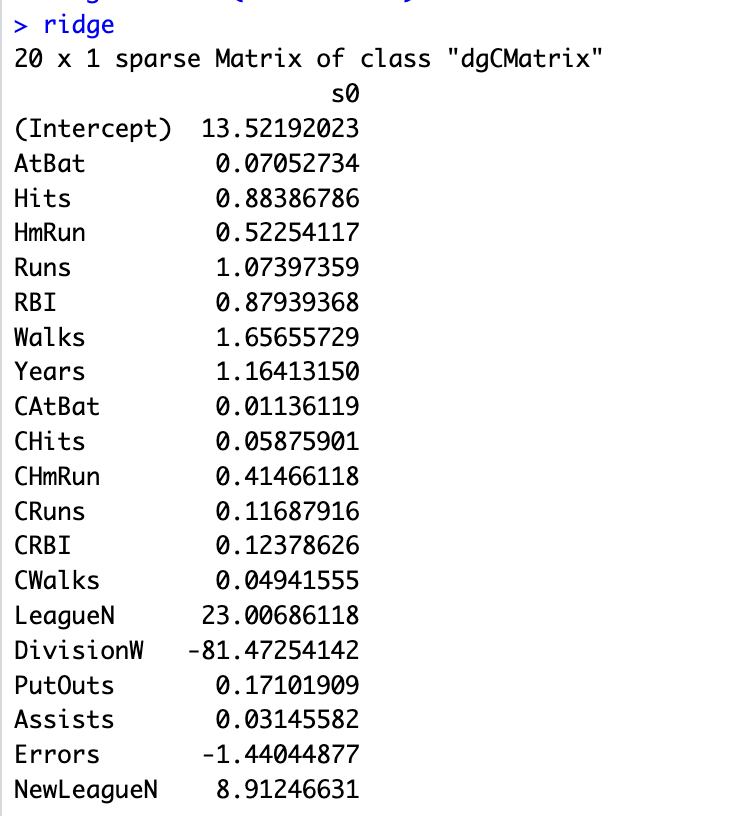 > ridge
20 x 1 sparse Matrix of class "dgCMatrix"
s0
(Intercept) 13.52192023
AtBat 0.07052734
Hits 0.88386786
HmRun 0.52254117
Runs 1.07397359
RBI 0.87939368
Walks 1.65655729
Years 1.16413150
CAtBat 0.01136119
CHits 0.05875901
CHmRun 0.41466118
CRuns 0.11687916
CRBI 0.12378626
CWalks 0.04941555
LeagueN 23.00686118
DivisionW -81.47254142
PutOuts 0.17101909
Assists 0.03145582
Errors -1.44044877
NewLeagueN 8.91246631